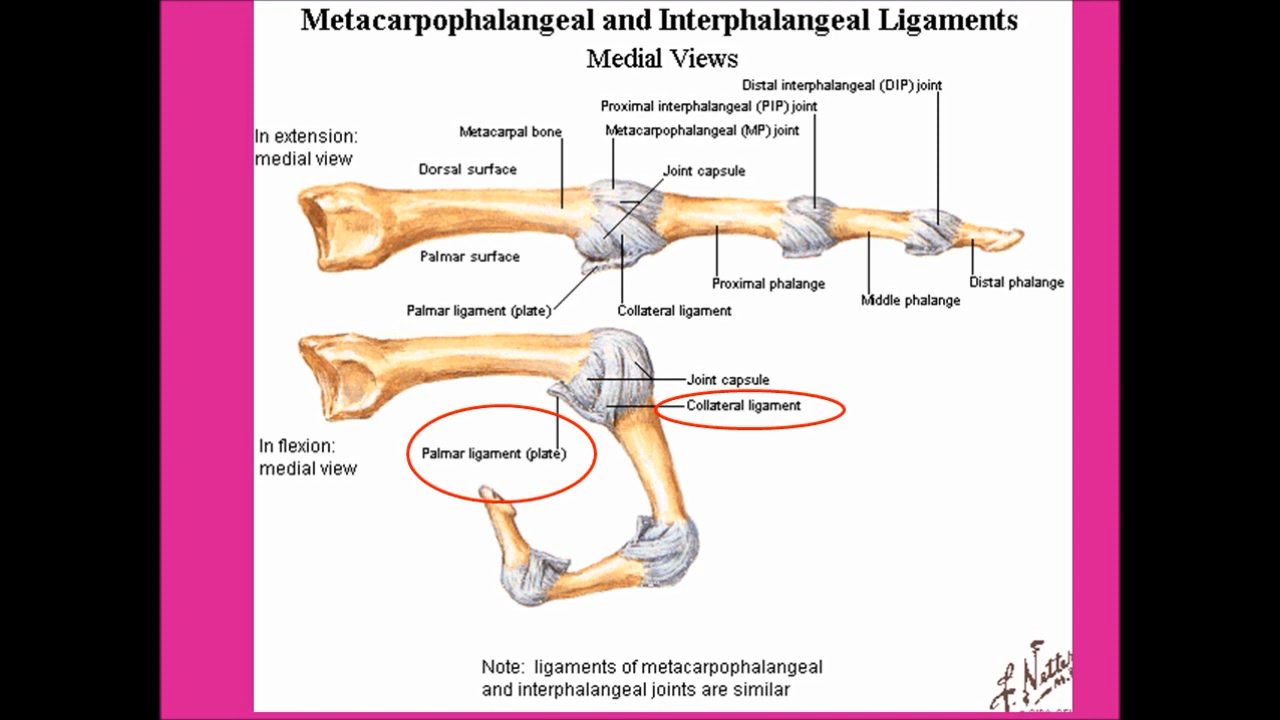 Metacarpophalangeal and Interphalangeal Ligaments
Medial Views
Distal interphalangeal (DIP) joint
Proximal interphalangeal (PIP) joint
Metacarpal bone
Metacarpophalangeal (MP) joint
In extension:
medial view
Dorsal surface
Joint capsule
Palmar surface
Proximal phalange
Distal phalange
Middle phalange
Palmar ligament (plate)
Collateral ligament
Joint capsule
Collateral ligament
In flexion:
medial view
Palmar ligament (plate)
Note: ligaments of metacarpophalangeal
and interphalangeal joints are similar
F. Netter
M.